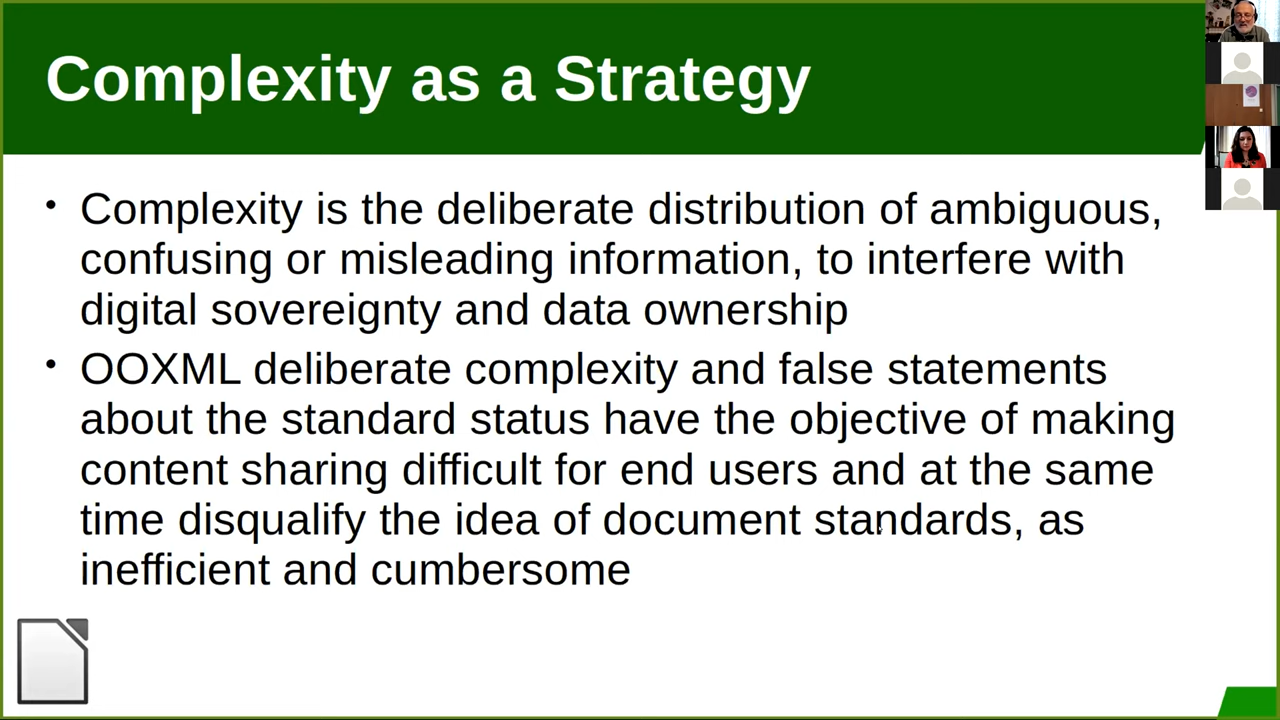 Complexity as a Strategy
• Complexity is the deliberate distribution of ambiguous,
confusing or misleading information, to interfere with
digital sovereignty and data ownership
• OOXML deliberate complexity and false statements
about the standard status have the objective of making
content sharing difficult for end users and at the same
time disqualify the idea of document standards, as
inefficient and cumbersome